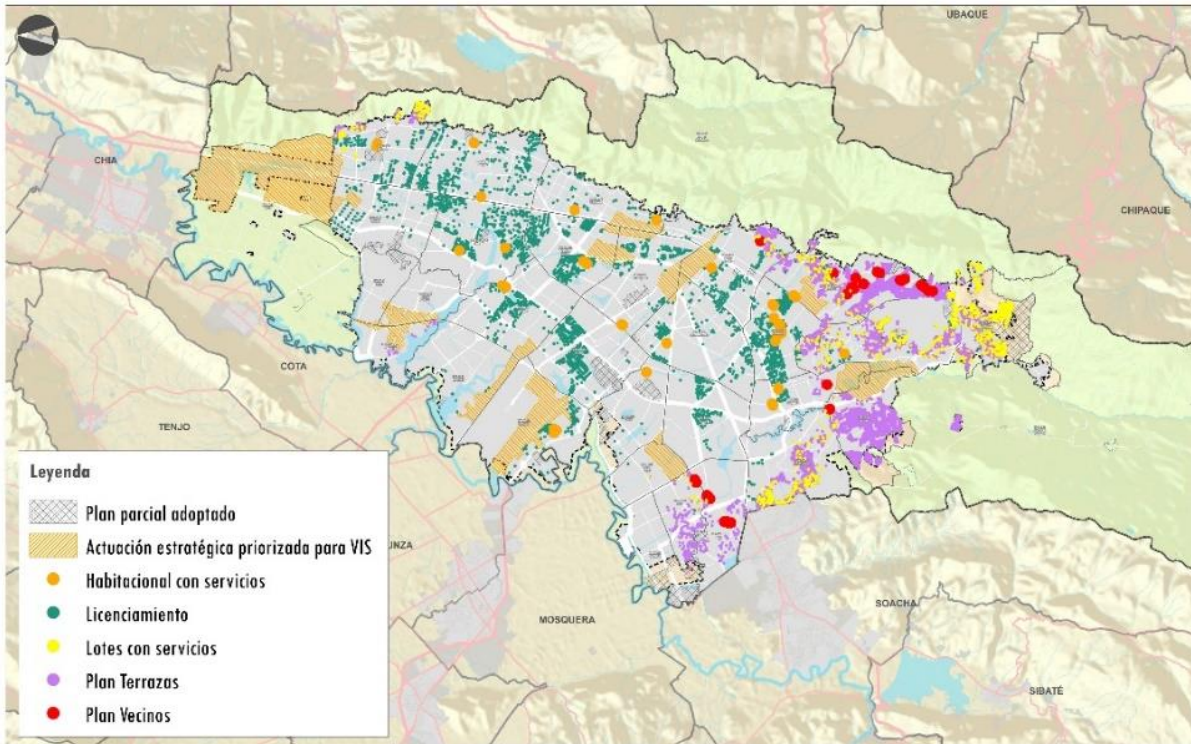 UBAQUE
CHIA
CHIPAQUE
COTA
TENJO
Leyenda
Plan parcial adoptado
Actuación estratégica priorizada para VIS
UNZA
Habitacional con servicios
Licenciamiento
SOACHA
MOSQUERA
Lotes con servicios
Plan Terrazas
SIBATÉ
Plan Vecinos